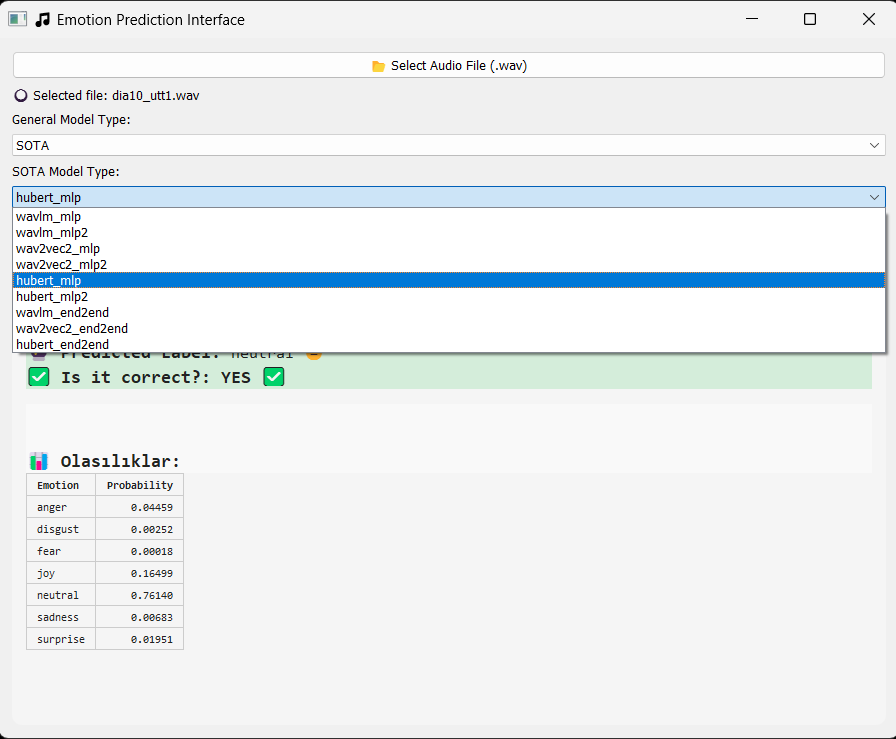 Emotion Prediction Interface
Select Audio File (.wav)
Selected file: dia10_utt1.wav
General Model Type:
SOTA
SOTA Model Type:
hubert_mlp
wavlm_mlp
wavlm_mlp2
wav2vec2_mlp
wav2vec2_mlp2
hubert_mlp
hubert_mlp2
wavlm_end2end
wav2vec2_end2end
hubert_end2end
Predicted Label: neutral
Is it correct?: YES
Olasılıklar:
Emotion Probability
anger 0.04459
disgust 0.00252
fear 0.00018
joy 0.16499
neutral 0.76140
sadness 0.00683
surprise 0.01951